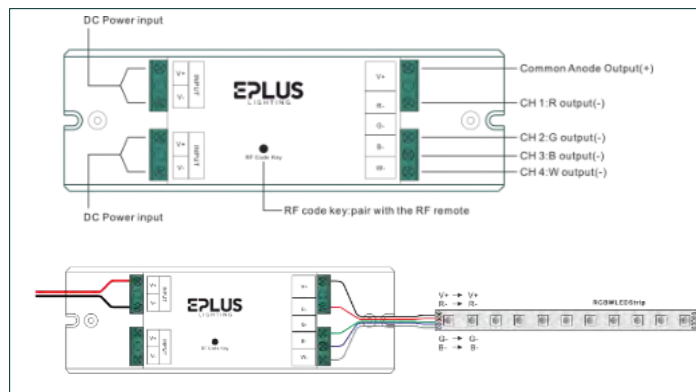 DC Power input
V+
V-
INPUT
EPLUS
LIGHTING
V+
R-
G-
B-
W-
Common Anode Output(+)
CH 1:R output(-)
CH 2:G output(-)
CH 3:B output(-)
CH 4:W output(-)
V+
V-
INPUT
RF Code Key
DC Power input
RF code key:pair with the RF remote
V+
V-
INPUT
EPLUS
LIGHTING
V+
R-
G-
B-
W-
V+
V-
INPUT
RF Code Key
V+ → V+
R- → R-
RGBWLEDStrip
G- → G-
B- → B-